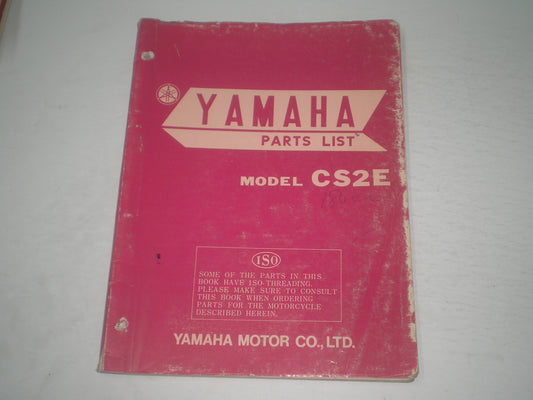 YAMAHA
PARTS LIST
MODEL CS2E
ISO
SOME OF THE PARTS IN THIS
BOOK HAVE ISO-THREADING.
PLEASE MAKE SURE TO CONSULT
THIS BOOK WHEN ORDERING
PARTS FOR THE MOTORCYCLE
DESCRIBED HEREIN.
YAMAHA MOTOR CO., LTD.